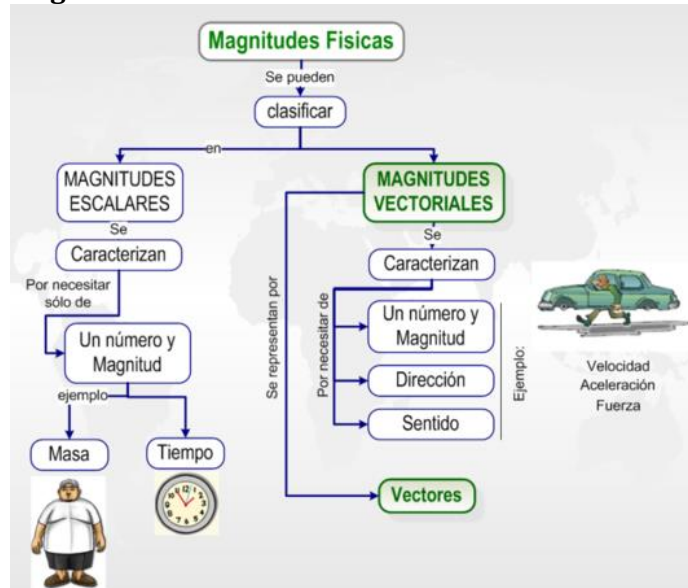 Magnitudes Físicas
Se pueden
clasificar
en
MAGNITUDES
ESCALARES
Se
Caracterizan
Por necesitar
sólo de
Un número y
Magnitud
ejemplo
Masa
Tiempo
MAGNITUDES
VECTORIALES
Se
Caracterizan
Se representan por
Por necesitar de
Un número y
Magnitud
Dirección
Sentido
Ejemplo:
Velocidad
Aceleración
Fuerza
Vectores